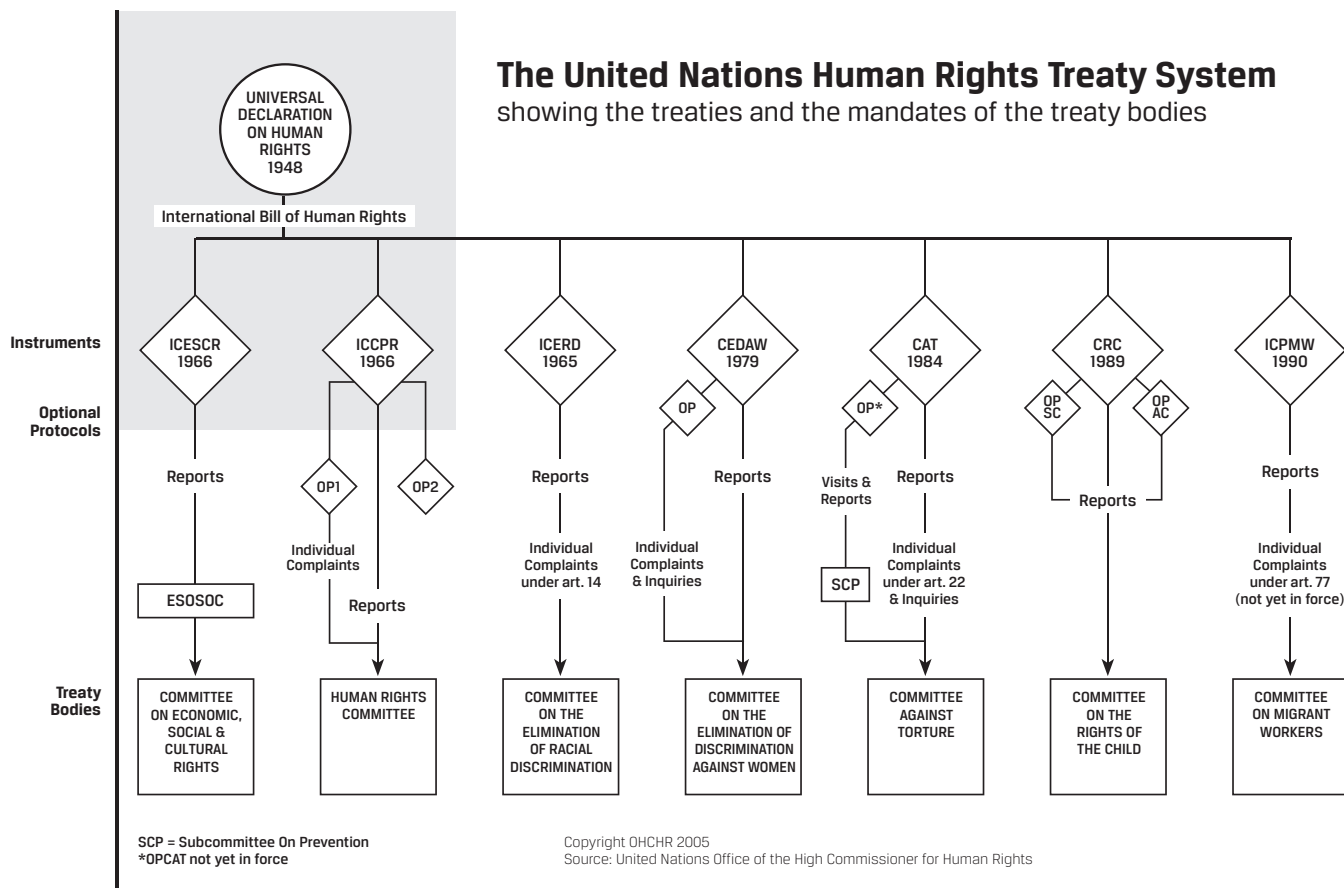 The United Nations Human Rights Treaty System
showing the treaties and the mandates of the treaty bodies
UNIVERSAL
DECLARATION
ON HUMAN
RIGHTS
1948
International Bill of Human Rights
Instruments
ICESCR
1966
ICCPR
1966
ICERD
1965
CEDAW
1979
CAT
1984
CRC
1989
ICPMW
1990
Optional
Protocols
OP1
OP2
OP
OP*
OP
SC
OP
AC
Reports
Individual
Complaints
Reports
Reports
Individual
Complaints
under art. 14
Reports
Individual
Complaints
& Inquiries
Visits &
Reports
SCP
Reports
Individual
Complaints
under art. 22
& Inquiries
Reports
Reports
Individual
Complaints
under art. 77
(not yet in force)
ESOSOC
Treaty
Bodies
COMMITTEE
ON ECONOMIC,
SOCIAL &
CULTURAL
RIGHTS
HUMAN RIGHTS
COMMITTEE
COMMITTEE
ON THE
ELIMINATION
OF RACIAL
DISCRIMINATION
COMMITTEE
ON THE
ELIMINATION OF
DISCRIMINATION
AGAINST WOMEN
COMMITTEE
AGAINST
TORTURE
COMMITTEE
ON THE
RIGHTS OF
THE CHILD
COMMITTEE
ON MIGRANT
WORKERS
SCP = Subcommittee On Prevention
*OPCAT not yet in force
Copyright OHCHR 2005
Source: United Nations Office of the High Commissioner for Human Rights